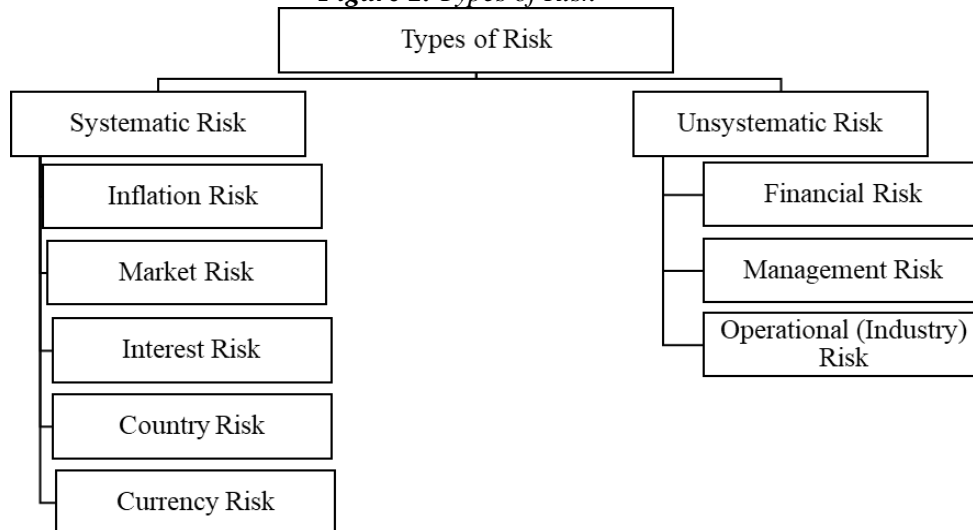 Types of Risk
Systematic Risk
Inflation Risk
Market Risk
Interest Risk
Country Risk
Currency Risk
Unsystematic Risk
Financial Risk
Management Risk
Operational (Industry)
Risk